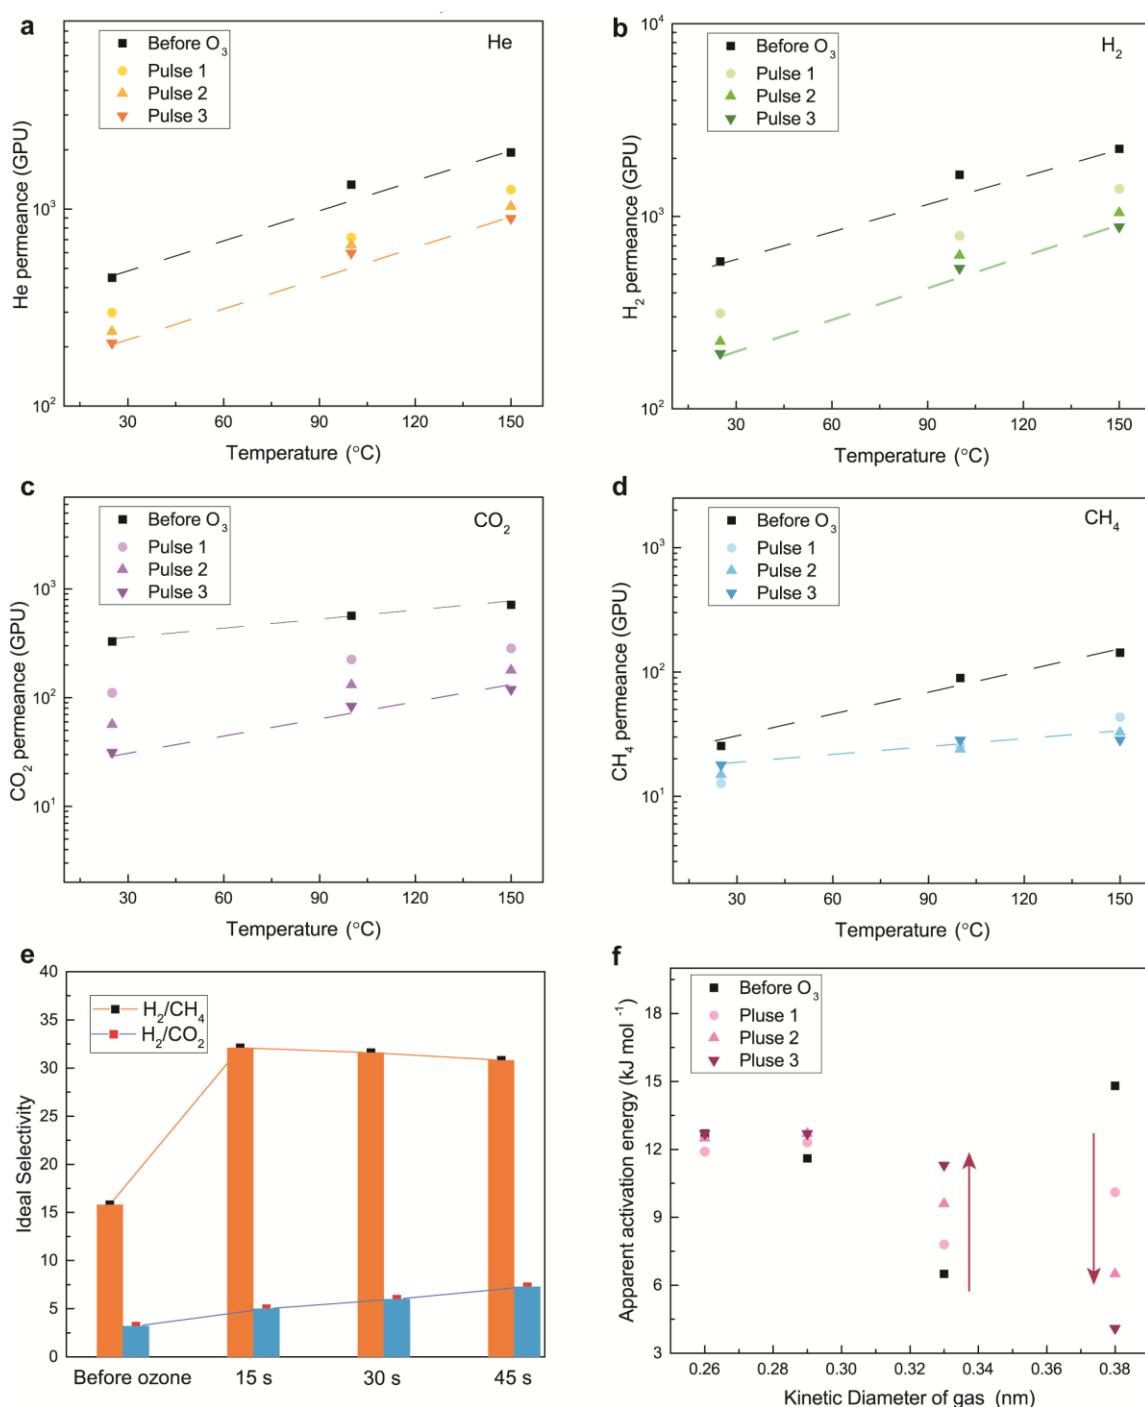 a
Before O3
Pulse 1
Pulse 2
Pulse 3
He
He permeance (GPU)
10^3
10^2
30 60 90 120 150
Temperature (°C)
b
Before O3
Pulse 1
Pulse 2
Pulse 3
H2
H2 permeance (GPU)
10^4
10^3
10^2
30 60 90 120 150
Temperature (°C)
c
Before O3
Pulse 1
Pulse 2
Pulse 3
CO2
CO2 permeance (GPU)
10^3
10^2
10^1
30 60 90 120 150
Temperature (°C)
d
Before O3
Pulse 1
Pulse 2
Pulse 3
CH4
CH4 permeance (GPU)
10^3
10^2
10^1
30 60 90 120 150
Temperature (°C)
e
H2/CH4
H2/CO2
Ideal Selectivity
40
35
30
25
20
15
10
5
0
Before ozone 15 s 30 s 45 s
f
Before O3
Pluse 1
Pluse 2
Pluse 3
Apparent activation energy (kJ mol -1)
18
15
12
9
6
3
0.26 0.28 0.30 0.32 0.34 0.36 0.38
Kinetic Diameter of gas (nm)